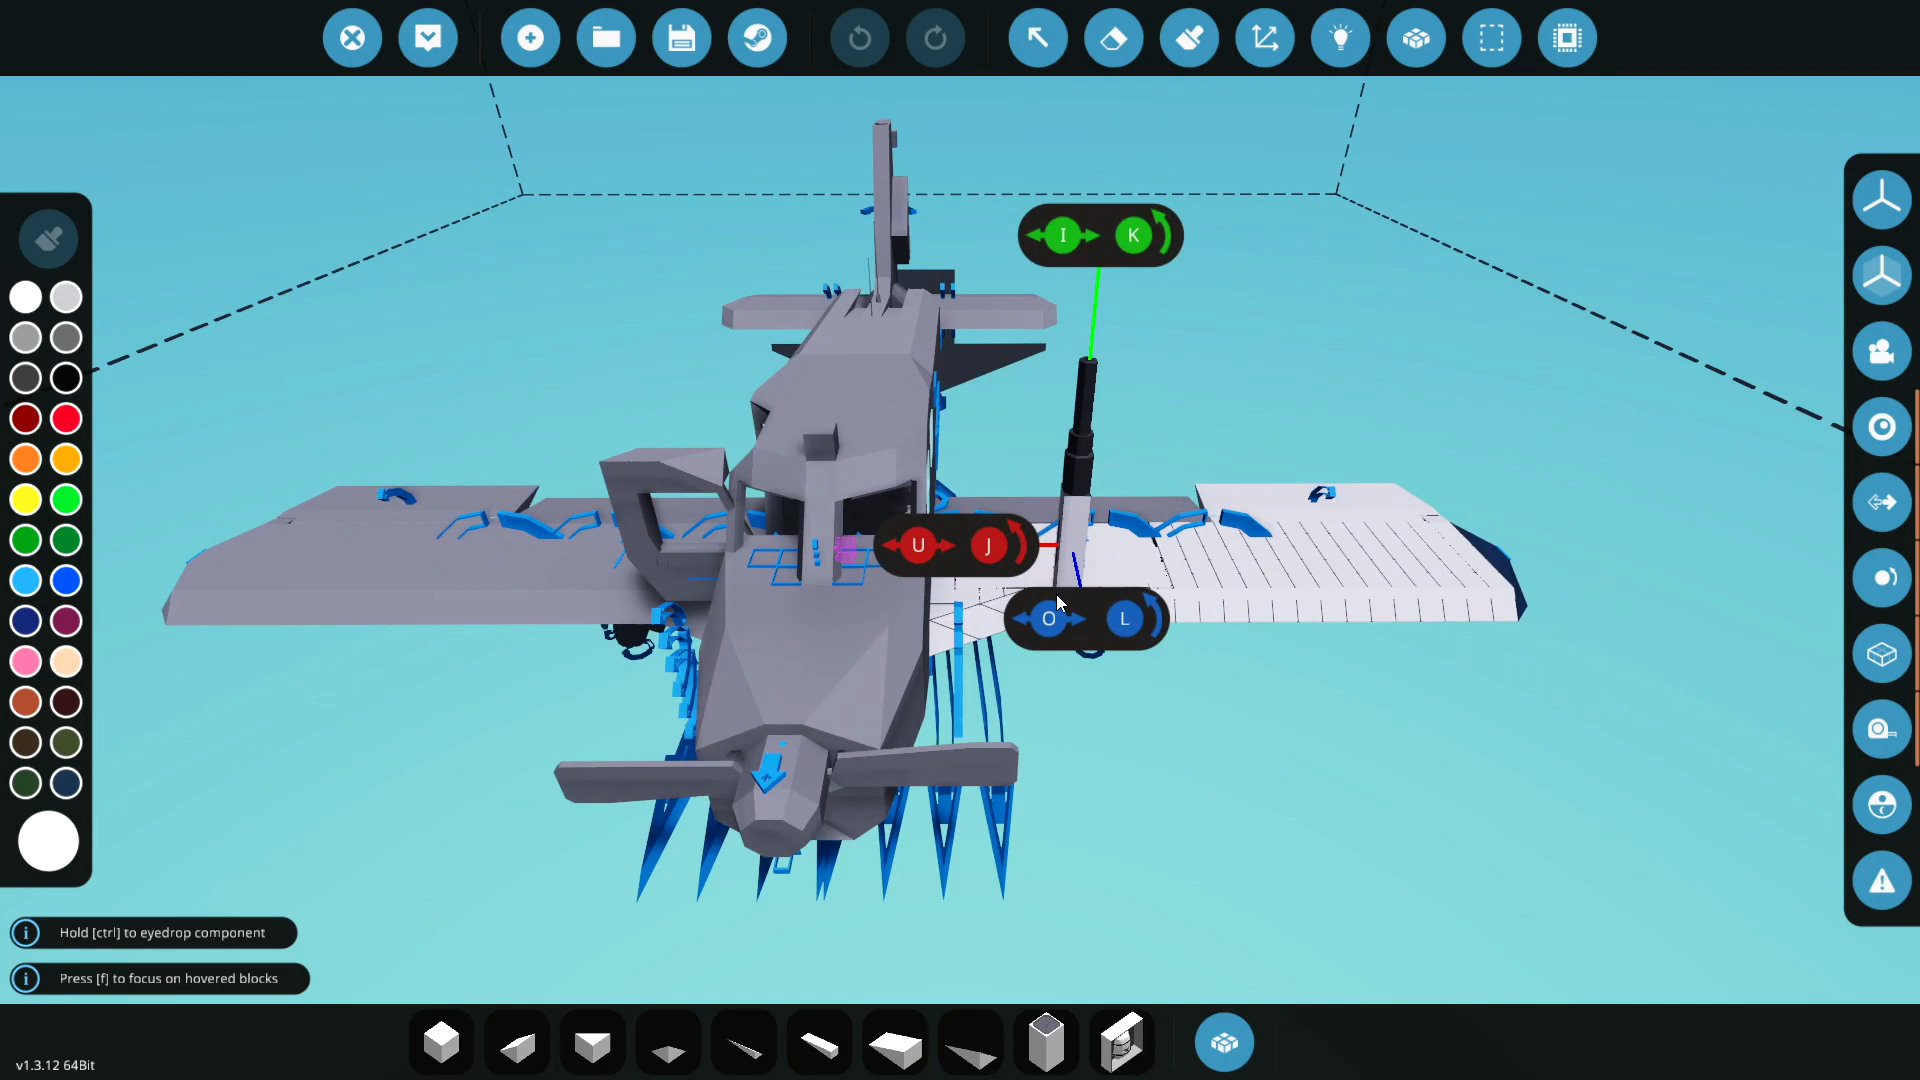 I K
U J
O L
Hold [ctrl] to eyedrop component
Press [f] to focus on hovered blocks
v1.3.12 64Bit